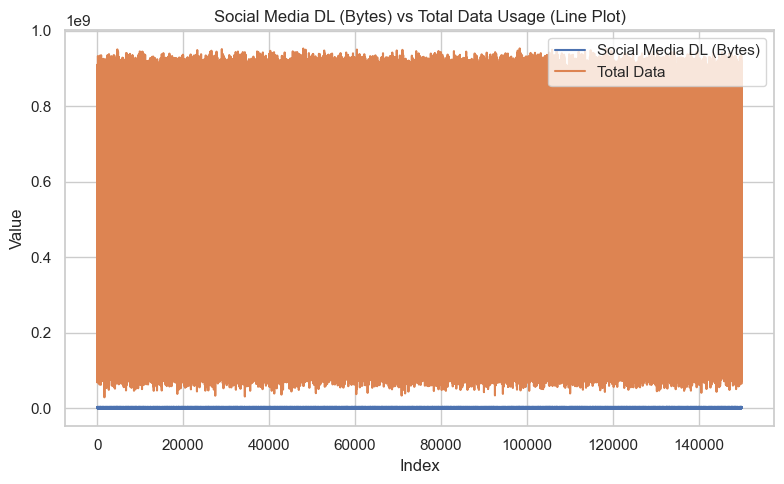 Social Media DL (Bytes) vs Total Data Usage (Line Plot)
1e9
Social Media DL (Bytes)
Total Data
1.0
0.8
0.6
0.4
0.2
0.0
Value
0 20000 40000 60000 80000 100000 120000 140000
Index